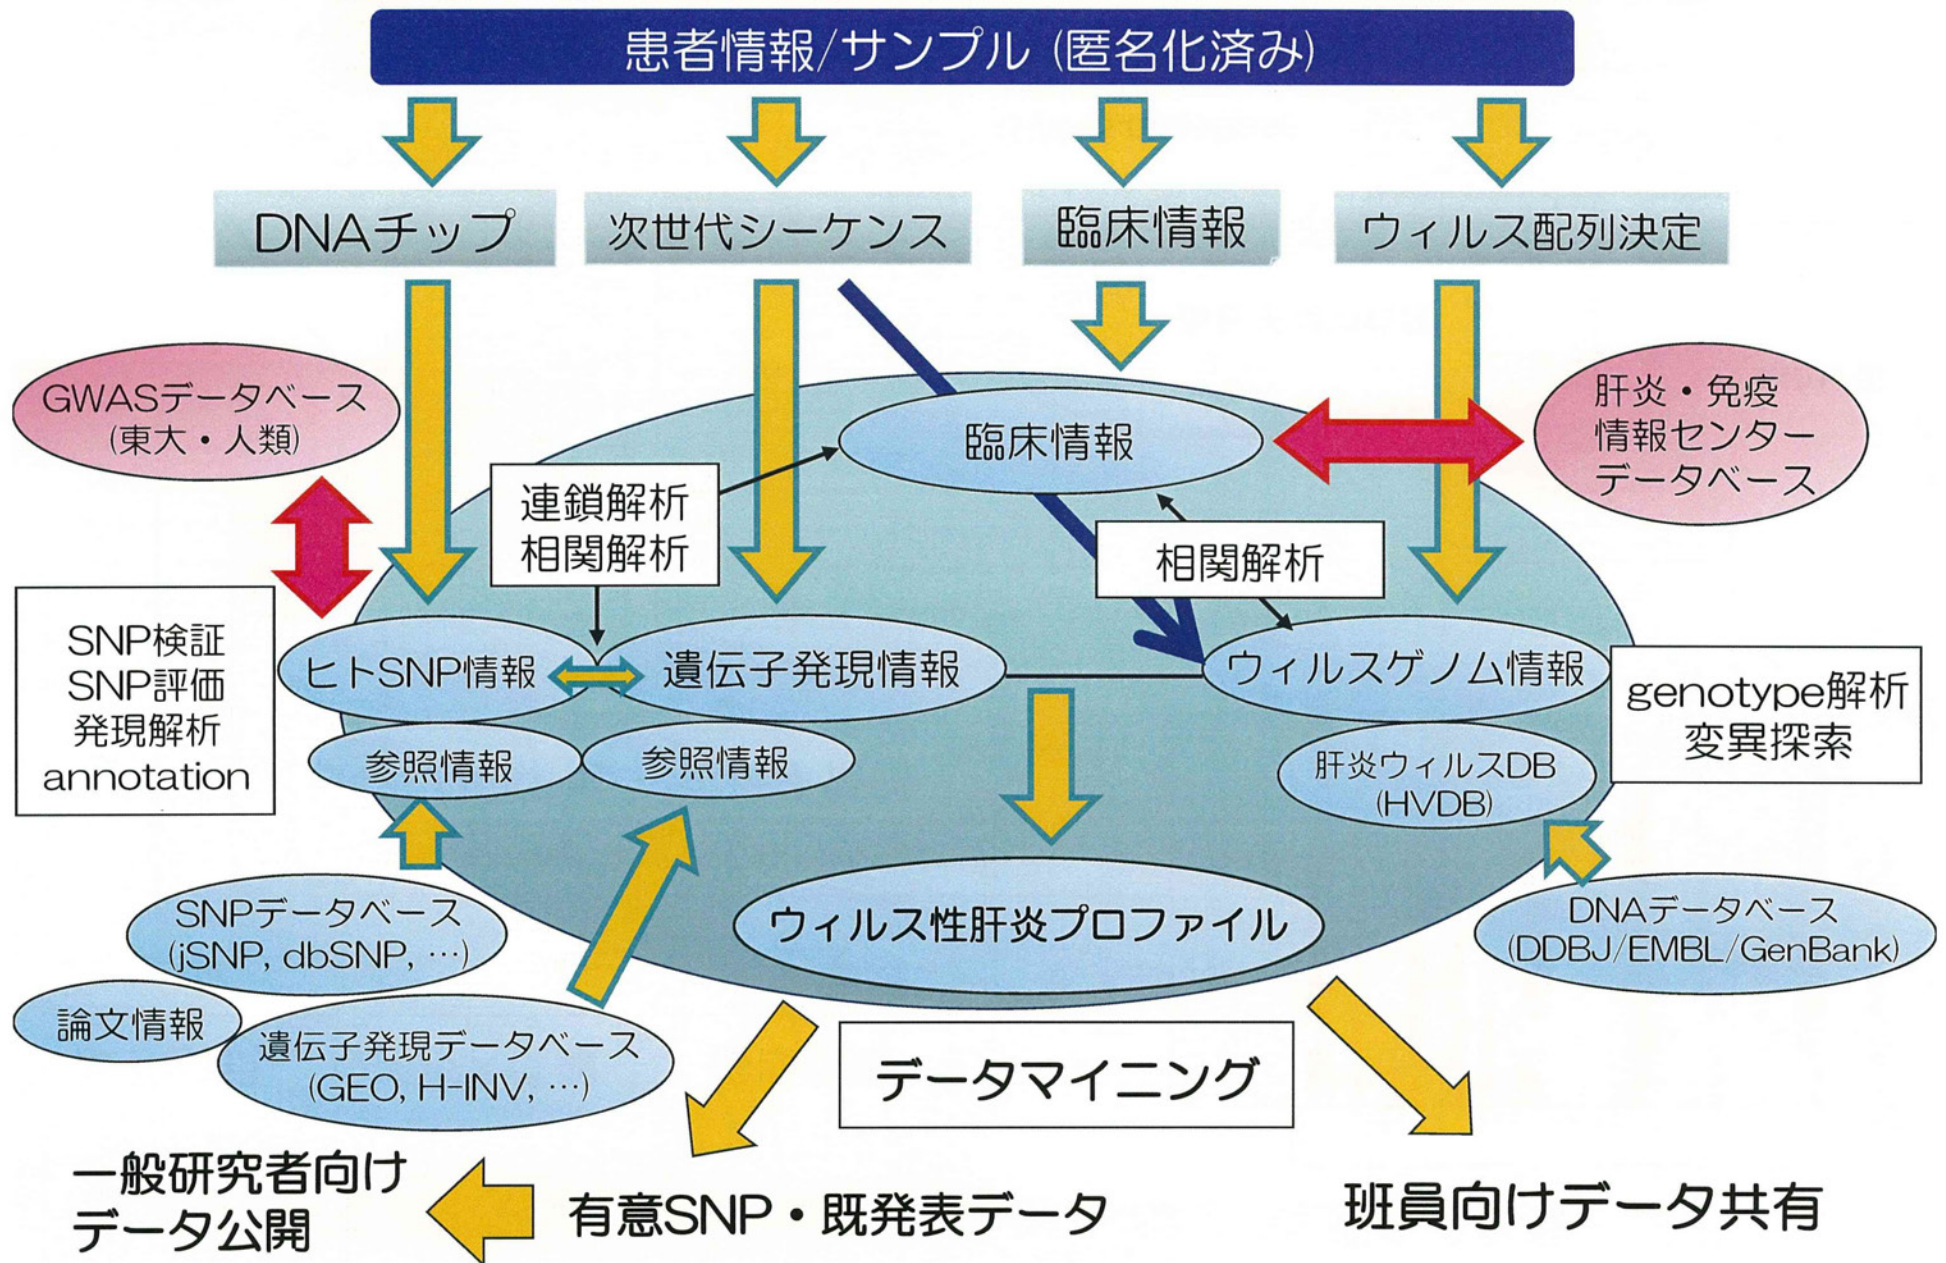 患者情報/サンプル (匿名化済み)
DNAチップ
次世代シーケンス
臨床情報
ウィルス配列決定
GWASデータベース
(東大・人類)
臨床情報
肝炎・免疫
情報センター
データベース
連鎖解析
相関解析
相関解析
SNP検証
SNP評価
発現解析
annotation
ヒトSNP情報
遺伝子発現情報
ウィルスゲノム情報
genotype解析
変異探索
参照情報
参照情報
肝炎ウィルスDB
(HVDB)
SNPデータベース
(jSNP, dbSNP, …)
ウィルス性肝炎プロファイル
DNAデータベース
(DDBJ/EMBL/GenBank)
論文情報
遺伝子発現データベース
(GEO, H-INV, …)
データマイニング
一般研究者向け
データ公開
有意SNP・既発表データ
班員向けデータ共有